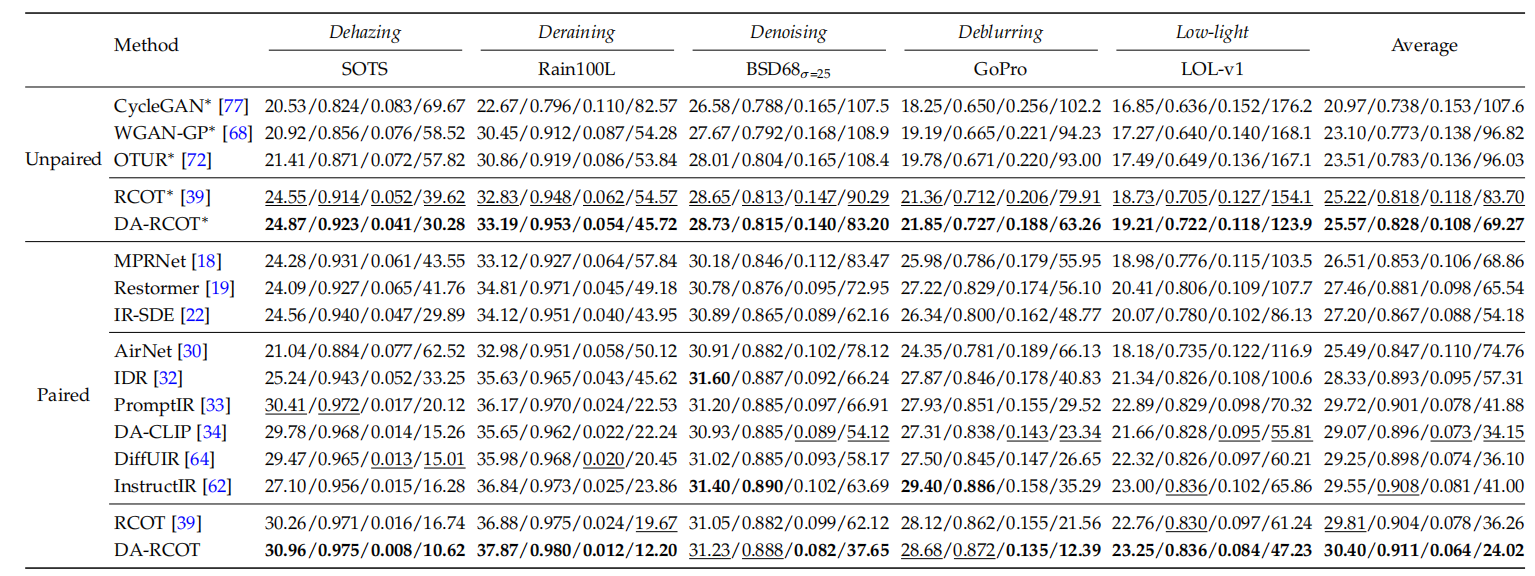 Method Dehazing Deraining Denoising Deblurring Low-light Average
SOTS Rain100L BSD68σ=25 GoPro LOL-v1
Unpaired
CycleGAN* [77] 20.53/0.824/0.083/69.67 22.67/0.796/0.110/82.57 26.58/0.788/0.165/107.5 18.25/0.650/0.256/102.2 16.85/0.636/0.152/176.2 20.97/0.738/0.153/107.6
WGAN-GP* [68] 20.92/0.856/0.076/58.52 30.45/0.912/0.087/54.28 27.67/0.792/0.168/108.9 19.19/0.665/0.221/94.23 17.27/0.640/0.140/168.1 23.10/0.773/0.138/96.82
OTUR* [72] 21.41/0.871/0.072/57.82 30.86/0.919/0.086/53.84 28.01/0.804/0.165/108.4 19.78/0.671/0.220/93.00 17.49/0.649/0.136/167.1 23.51/0.783/0.136/96.03
RCOT* [39] 24.55/0.914/0.052/39.62 32.83/0.948/0.062/54.57 28.65/0.813/0.147/90.29 21.36/0.712/0.206/79.91 18.73/0.705/0.127/154.1 25.22/0.818/0.118/83.70
DA-RCOT* 24.87/0.923/0.041/30.28 33.19/0.953/0.054/45.72 28.73/0.815/0.140/83.20 21.85/0.727/0.188/63.26 19.21/0.722/0.118/123.9 25.57/0.828/0.108/69.27
Paired
MPRNet [18] 24.28/0.931/0.061/43.55 33.12/0.927/0.064/57.84 30.18/0.846/0.112/83.47 25.98/0.786/0.179/55.95 18.98/0.776/0.115/103.5 26.51/0.853/0.106/68.86
Restormer [19] 24.09/0.927/0.065/41.76 34.81/0.971/0.045/49.18 30.78/0.876/0.095/72.95 27.22/0.829/0.174/56.10 20.41/0.806/0.109/107.7 27.46/0.881/0.098/65.54
IR-SDE [22] 24.56/0.940/0.047/29.89 34.12/0.951/0.040/43.95 30.89/0.865/0.089/62.16 26.34/0.800/0.162/48.77 20.07/0.780/0.102/86.13 27.20/0.867/0.088/54.18
AirNet [30] 21.04/0.884/0.077/62.52 32.98/0.951/0.058/50.12 30.91/0.882/0.102/78.12 24.35/0.781/0.189/66.13 18.18/0.735/0.122/116.9 25.49/0.847/0.110/74.76
IDR [32] 25.24/0.943/0.052/33.25 35.63/0.965/0.043/45.62 31.60/0.887/0.092/66.24 27.87/0.846/0.178/40.83 21.34/0.826/0.108/100.6 28.33/0.893/0.095/57.31
PromptIR [33] 30.41/0.972/0.017/20.12 36.17/0.970/0.024/22.53 31.20/0.885/0.097/66.91 27.93/0.851/0.155/29.52 22.89/0.829/0.098/70.32 29.72/0.901/0.078/41.88
DA-CLIP [34] 29.78/0.968/0.014/15.26 35.65/0.962/0.022/22.24 30.93/0.885/0.089/54.12 27.31/0.838/0.143/23.34 21.66/0.828/0.095/55.81 29.07/0.896/0.073/34.15
DiffUIR [64] 29.47/0.965/0.013/15.01 35.98/0.968/0.020/20.45 31.02/0.885/0.093/58.17 27.50/0.845/0.147/26.65 22.32/0.826/0.097/60.21 29.25/0.898/0.074/36.10
InstructIR [62] 27.10/0.956/0.015/16.28 36.84/0.973/0.025/23.86 31.40/0.890/0.102/63.69 29.40/0.886/0.158/35.29 23.00/0.836/0.102/65.86 29.55/0.908/0.081/41.00
RCOT [39] 30.26/0.971/0.016/16.74 36.88/0.975/0.024/19.67 31.05/0.882/0.099/62.12 28.12/0.862/0.155/21.56 22.76/0.830/0.097/61.24 29.81/0.904/0.078/36.26
DA-RCOT 30.96/0.975/0.008/10.62 37.87/0.980/0.012/12.20 31.23/0.888/0.082/37.65 28.68/0.872/0.135/12.39 23.25/0.836/0.084/47.23 30.40/0.911/0.064/24.02